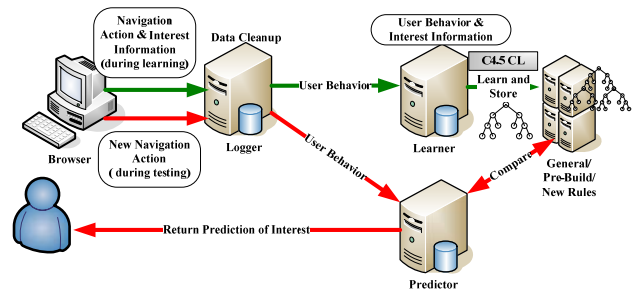 Navigation
Action & Interest
Information
(during learning)
Data Cleanup
User Behavior &
Interest Information
C4.5 CL
User Behavior
Learn and
Store
Browser
New Navigation
Action
( during testing)
Logger
User Behavior
Learner
Compare
General/
Pre-Build/
New Rules
Return Prediction of Interest
Predictor